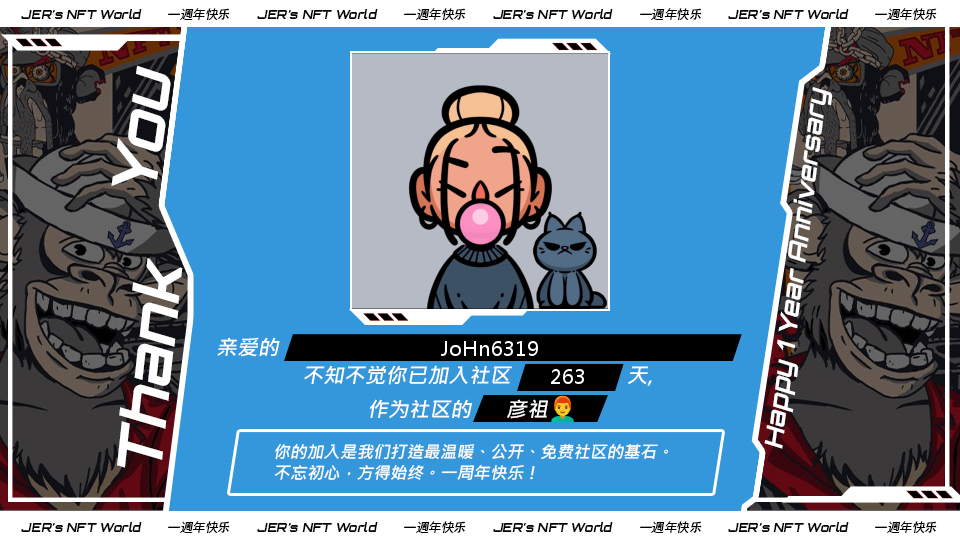 JER's NFT World 一週年快乐 JER's NFT World 一週年快乐 JER's NFT World 一週年快乐 JER's NFT World 一週年快乐
Thank You
Happy 1 Year Anniversary
亲爱的 JoHn6319
不知不觉你已加入社区 263 天,
作为社区的 彦祖👨‍🦰
你的加入是我们打造最温暖、公开、免费社区的基石。
不忘初心，方得始终。一周年快乐！
JER's NFT World 一週年快乐 JER's NFT World 一週年快乐 JER's NFT World 一週年快乐 JER's NFT World 一週年快乐